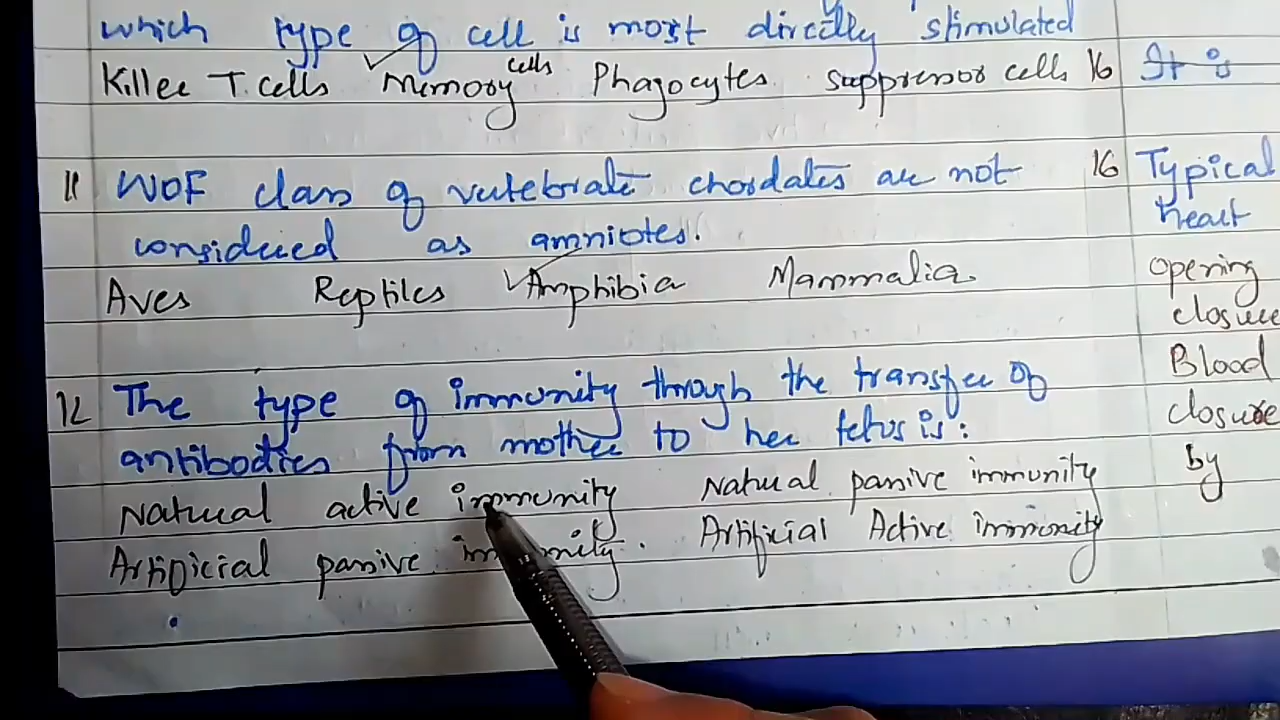 which type of cell is most directly stimulated
Killer T.cells Memory cells Phagocytes suppressor cells
11 WOF class of vertebrate chordates are not
considered as amniotes.
Aves Reptiles Amphibia Mammalia
12 The type of immunity through the transfer of
antibodies from mother to her fetus is:
Natural active immunity Natural passive immunity
Artificial passive immunity. Artificial Active immunity
16 It is
16 Typical
heart
opening
closure
Blood
closure
by